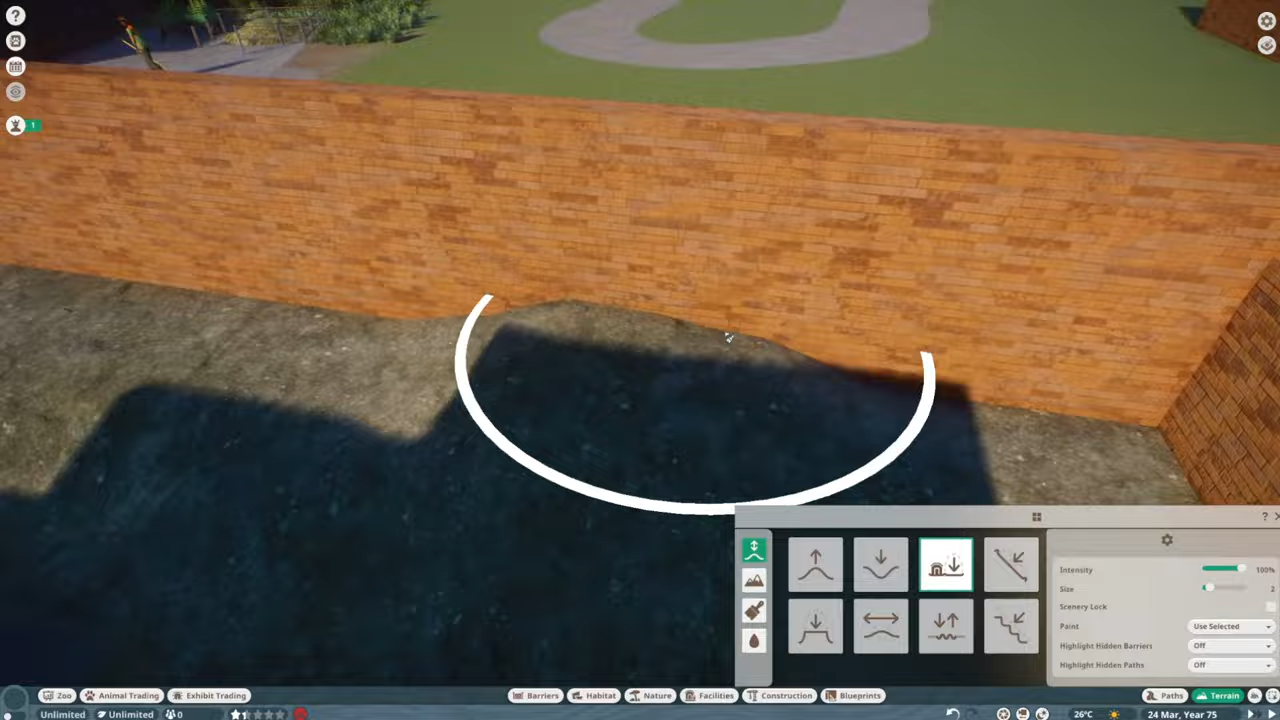 ?
1
?
Intensity 100%
Size 2
Scenery Lock
Paint Use Selected
Highlight Hidden Barriers Off
Highlight Hidden Paths Off
Zoo Animal Trading Exhibit Trading Barriers Habitat Nature Facilities Construction Blueprints Paths Terrain
Unlimited Unlimited 0 26°C 24 Mar, Year 75